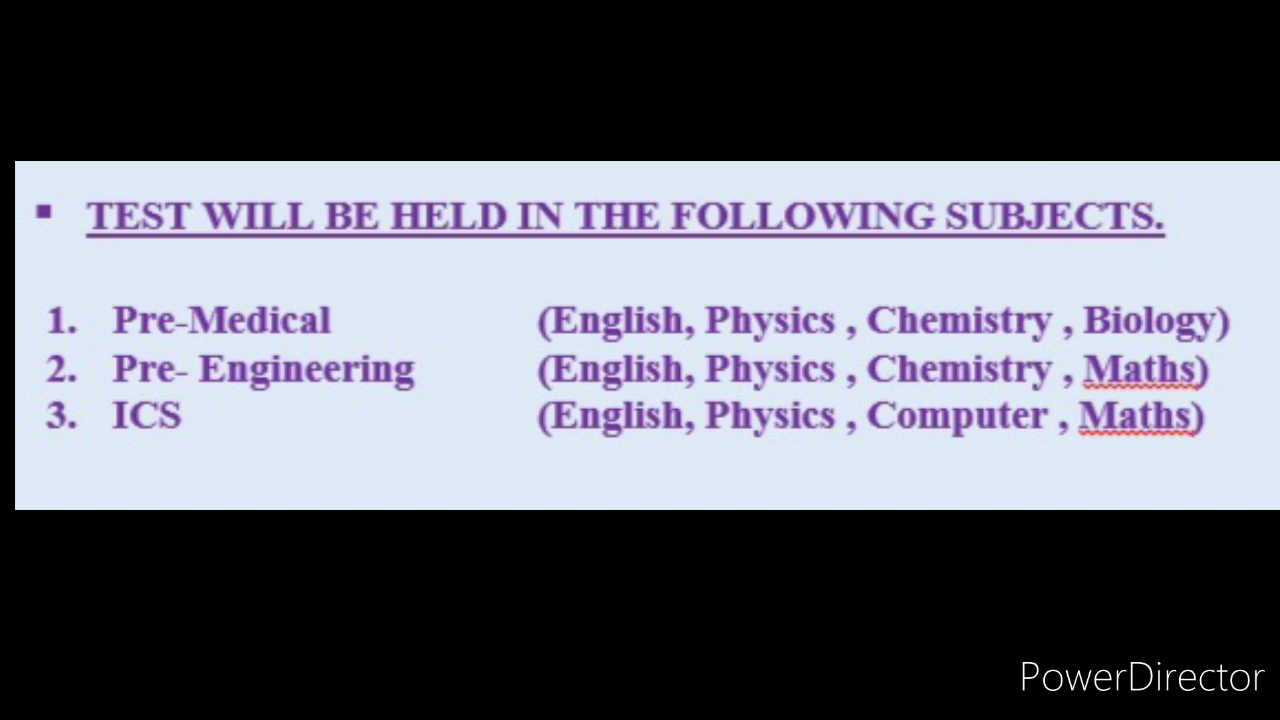 ▪ TEST WILL BE HELD IN THE FOLLOWING SUBJECTS.
1. Pre-Medical (English, Physics , Chemistry , Biology)
2. Pre- Engineering (English, Physics , Chemistry , Maths)
3. ICS (English, Physics , Computer , Maths)
PowerDirector